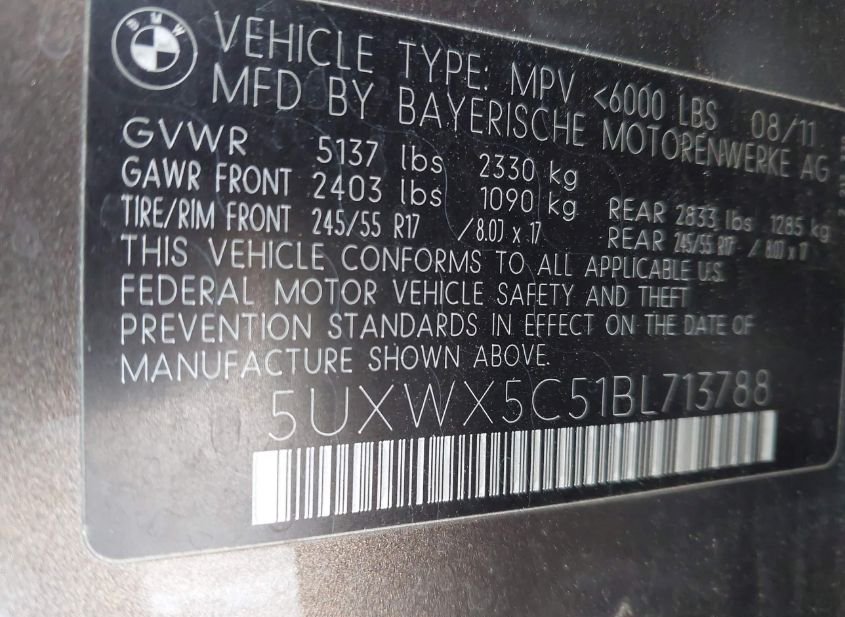 BMW
VEHICLE TYPE: MPV <6000 LBS 08/11
MFD BY BAYERISCHE MOTORENWERKE AG
GVWR 5137 lbs 2330 kg
GAWR FRONT 2403 lbs 1090 kg REAR 2833 lbs 1285 kg
TIRE/RIM FRONT 245/55 R17 /8.0J x 17 REAR 245/55 R17 / 8.0J x 17
THIS VEHICLE CONFORMS TO ALL APPLICABLE U.S.
FEDERAL MOTOR VEHICLE SAFETY AND THEFT
PREVENTION STANDARDS IN EFFECT ON THE DATE OF
MANUFACTURE SHOWN ABOVE.
5UXWX5C51BL713788